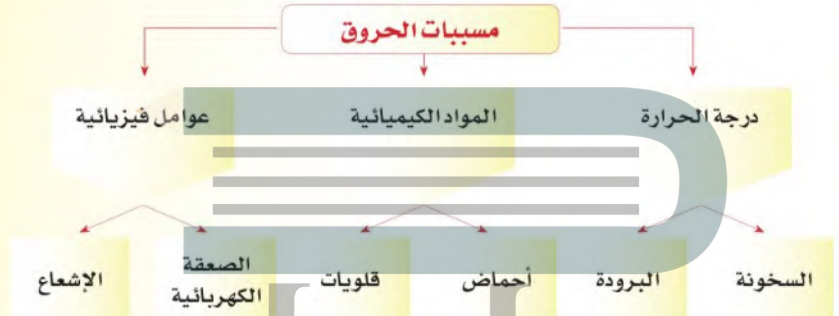 مسببات الحروق
درجة الحرارة
المواد الكيميائية
عوامل فيزيائية
السخونة
البرودة
أحماض
قلويات
الصعقة
الكهربائية
الإشعاع